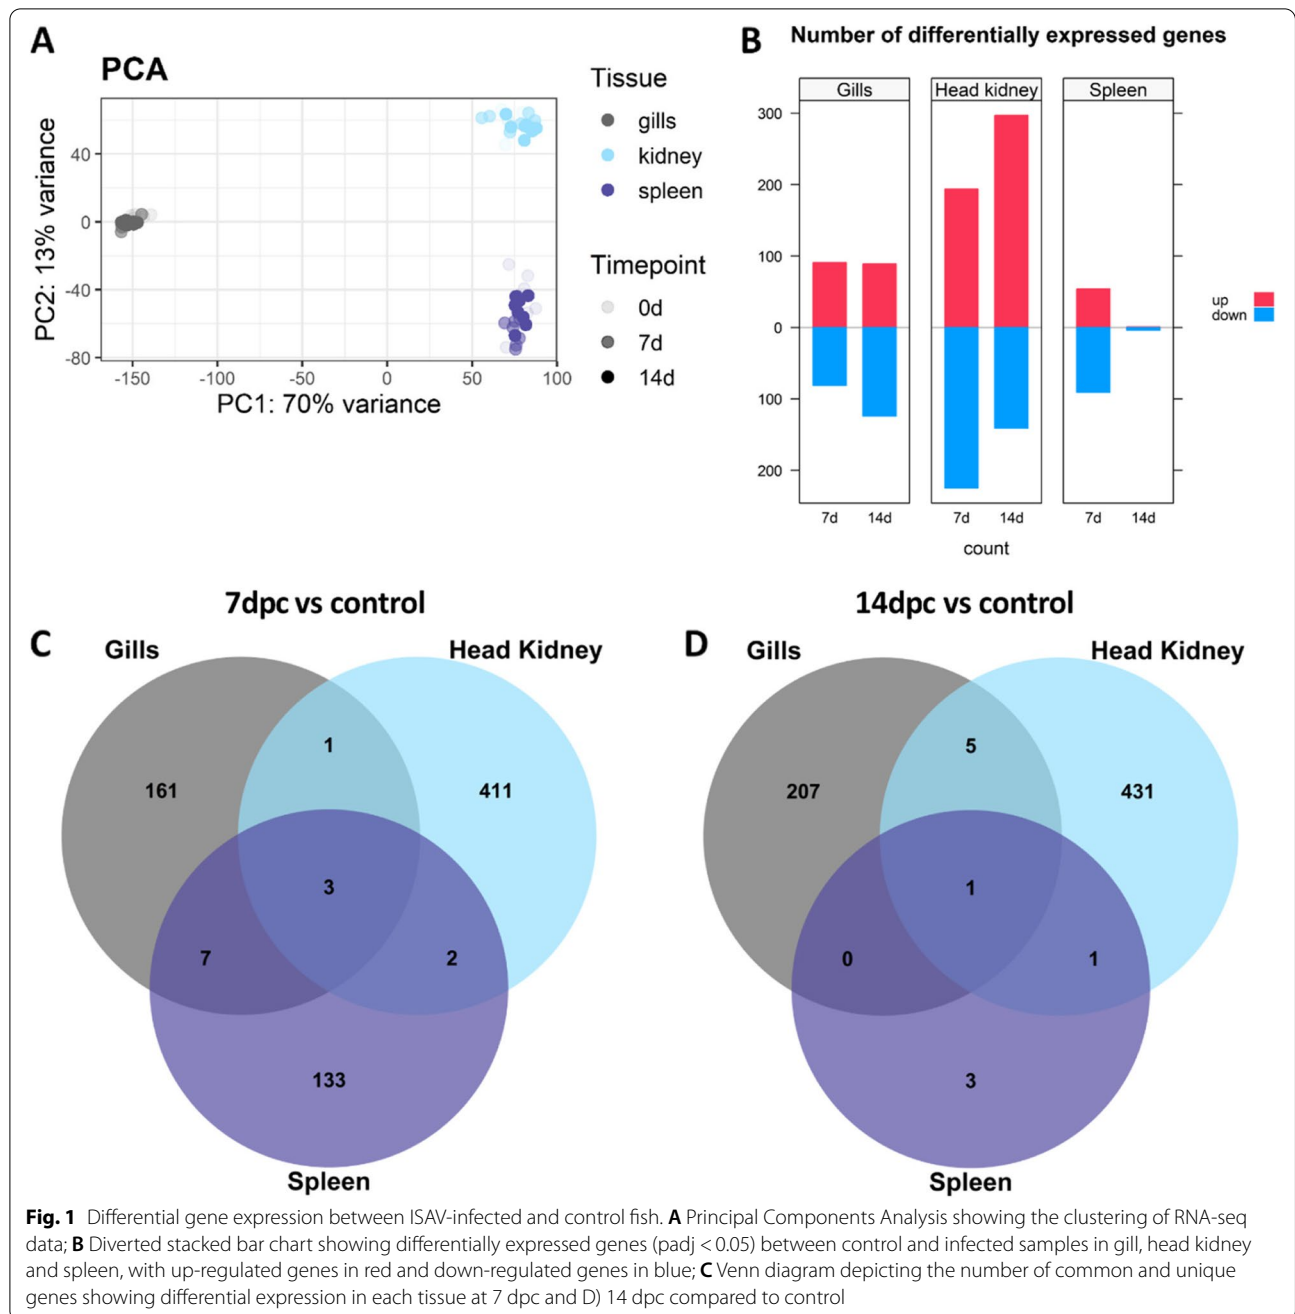 A
PCA
PC2: 13% variance
40
0
-40
-80
-150
-100
-50
0
50
100
PC1: 70% variance
Tissue
gills
kidney
spleen
Timepoint
0d
7d
14d
B
Number of differentially expressed genes
Gills
Head kidney
Spleen
300
200
100
0
100
200
7d
14d
7d
14d
7d
14d
count
up
down
7dpc vs control
C
Gills
Head Kidney
1
161
411
3
7
2
133
Spleen
14dpc vs control
D
Gills
Head Kidney
5
207
431
1
0
1
3
Spleen
Fig. 1 Differential gene expression between ISAV-infected and control fish. A Principal Components Analysis showing the clustering of RNA-seq
data; B Diverted stacked bar chart showing differentially expressed genes (padj < 0.05) between control and infected samples in gill, head kidney
and spleen, with up-regulated genes in red and down-regulated genes in blue; C Venn diagram depicting the number of common and unique
genes showing differential expression in each tissue at 7 dpc and D) 14 dpc compared to control